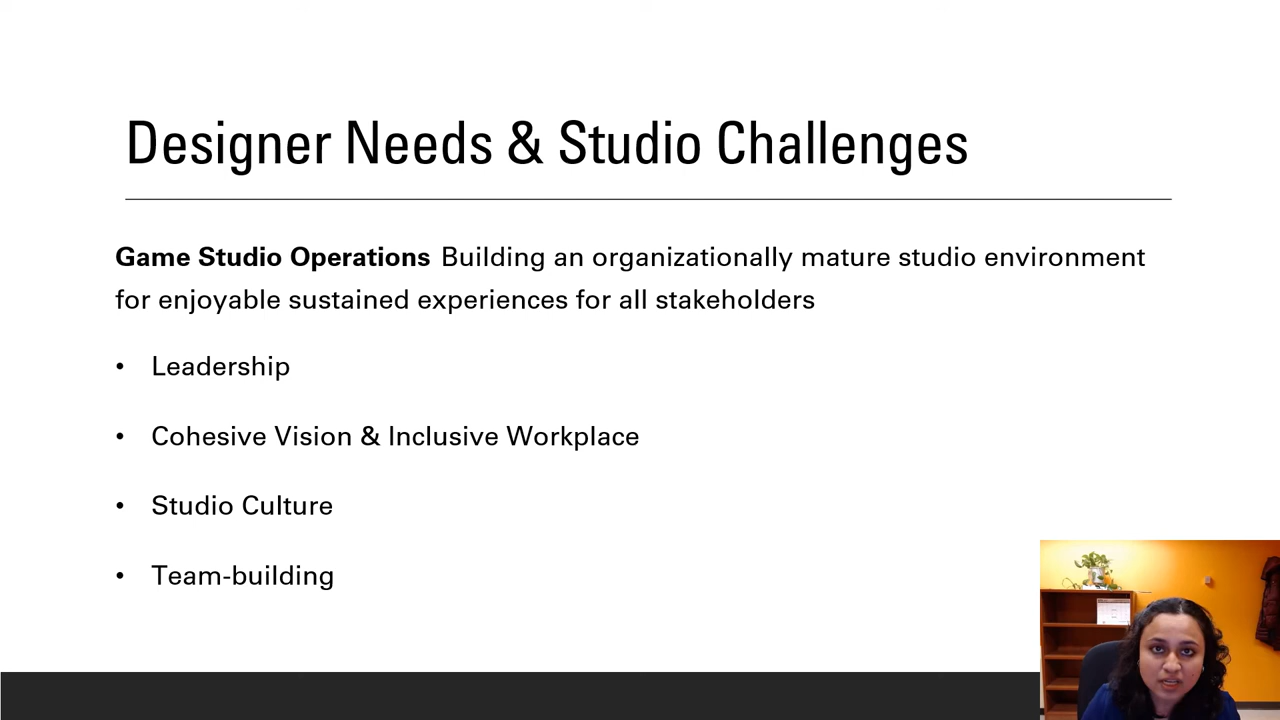 Designer Needs & Studio Challenges
Game Studio Operations Building an organizationally mature studio environment
for enjoyable sustained experiences for all stakeholders
• Leadership
• Cohesive Vision & Inclusive Workplace
• Studio Culture
• Team-building